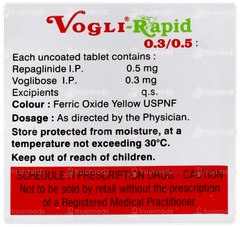 VOGLI-Rapid
0.3/0.5 :
Each uncoated tablet contains :
Repaglinide I.P. 0.5 mg
Voglibose I.P. 0.3 mg
Excipients q.s.
Colour : Ferric Oxide Yellow USPNF
Dosage : As directed by the Physician.
Store protected from moisture, at a
temperature not exceeding 30°C.
Keep out of reach of children.
SCHEDULE H PRESCRIPTION DRUG - CAUTION
Not to be sold by retail without the prescription
of a Registered Medical Practitioner.